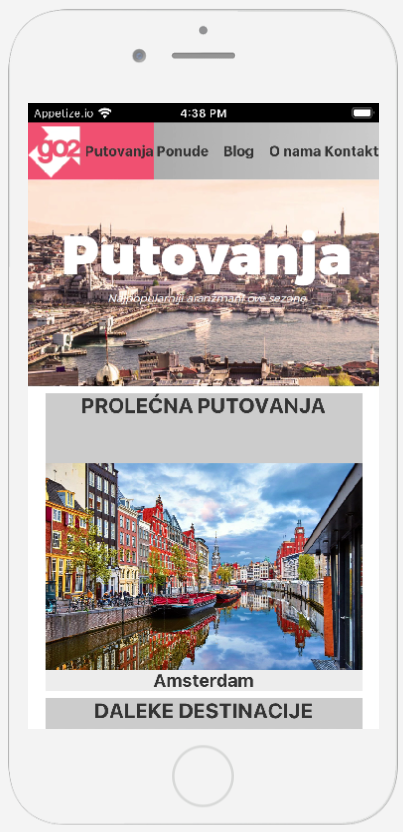 Appetize.io 4:38 PM
go2 Putovanja Ponude Blog O nama Kontakt
Putovanja
Najpopularniji aranžmani ove sezone
PROLEĆNA PUTOVANJA
Amsterdam
DALEKE DESTINACIJE